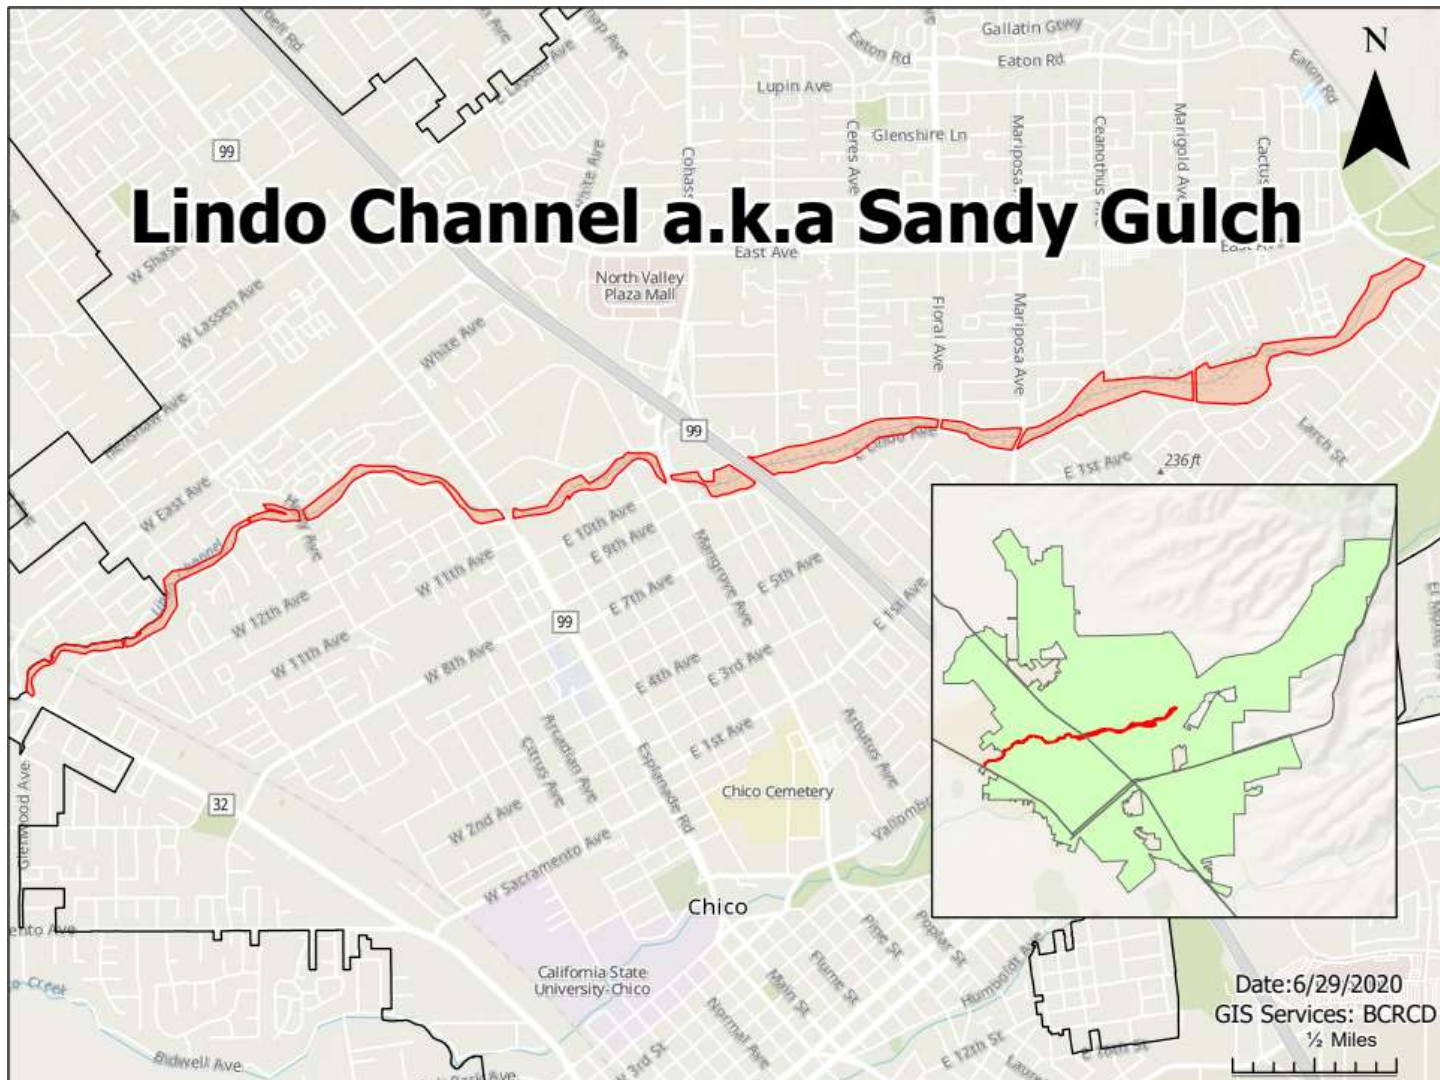 Gallatin Gtwy
Eaton Rd
Eaton Rd
Eaton Rd
N
Lupin Ave
Glenshire Ln
Ceres Ave
Marigold Ave
99
Lindo Channel a.k.a Sandy Gulch
East Ave
North Valley
Plaza Mall
W Lassen Ave
White Ave
Floral Ave
Mariposa Ave
99
E Lindo Ave
Larch St
E 1st Ave
236 ft
W East Ave
E 10th Ave
E 9th Ave
Mangrove Ave
W 11th Ave
E 7th Ave
E 5th Ave
E 1st Ave
W 12th Ave
99
W 11th Ave
W 8th Ave
E 4th Ave
E 3rd Ave
E 1st Ave
Arcadian Ave
Citrus Ave
Esplanade Rd
Arbutus Ave
Glenwood Ave
32
Chico Cemetery
W 2nd Ave
W Sacramento Ave
Chico
Pine St
Poplar St
Flume St
Main St
Humboldt Ave
California State
University-Chico
Normal Ave
Bidwell Ave
W 3rd St
E 12th St
Date:6/29/2020
GIS Services: BCRCD
½ Miles